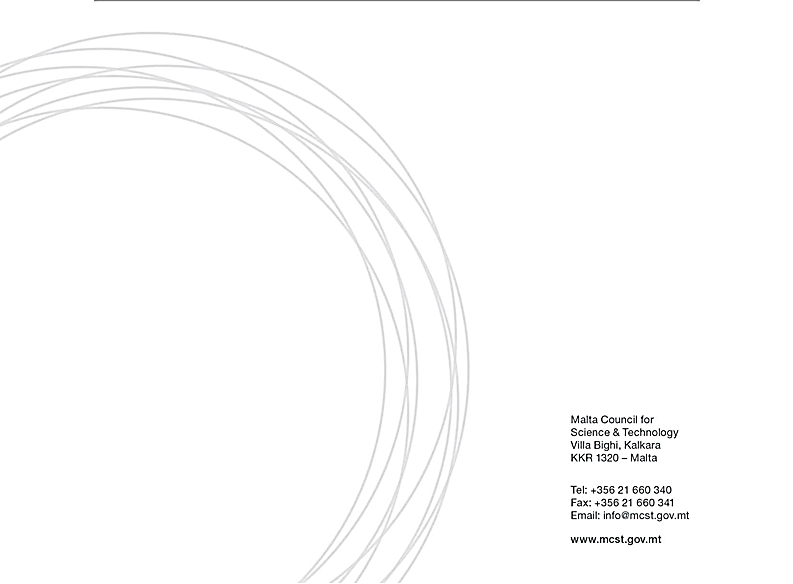 Malta Council for
Science & Technology
Villa Bighi, Kalkara
KKR 1320 – Malta
Tel: +356 21 660 340
Fax: +356 21 660 341
Email: info@mcst.gov.mt
www.mcst.gov.mt